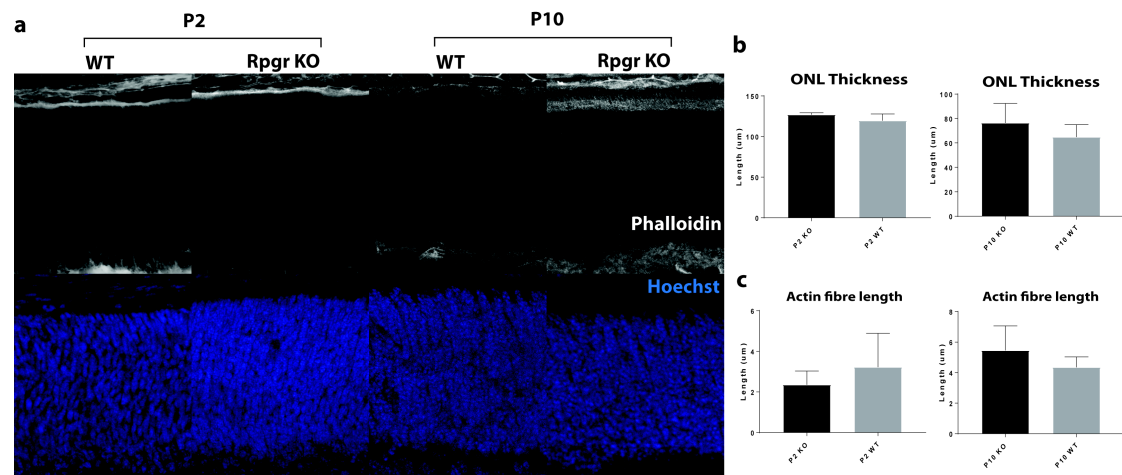 a
P2
P10
WT
Rpgr KO
WT
Rpgr KO
Phalloidin
Hoechst
b
ONL Thickness
Length (um)
150
100
50
0
P2 KO
P2 WT
ONL Thickness
Length (um)
100
80
60
40
20
0
P10 KO
P10 WT
c
Actin fibre length
Length (um)
6
4
2
0
P2 KO
P2 WT
Actin fibre length
Length (um)
10
8
6
4
2
0
P10 KO
P10 WT